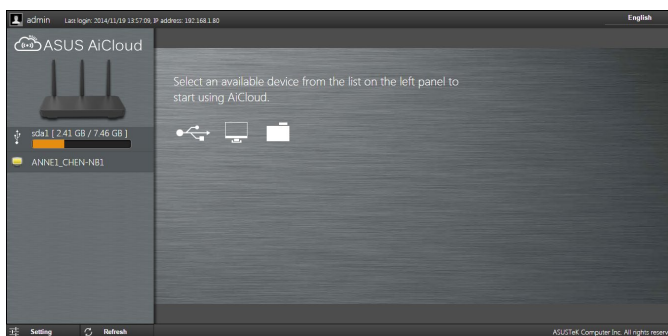 admin Last login: 2014/11/19 13:57:09, IP address: 192.168.1.80 English
ASUS AiCloud
Select an available device from the list on the left panel to
start using AiCloud.
sda1 [ 2.41 GB / 7.46 GB ]
ANNE1_CHEN-NB1
Setting Refresh ASUSTeK Computer Inc. All rights reserv